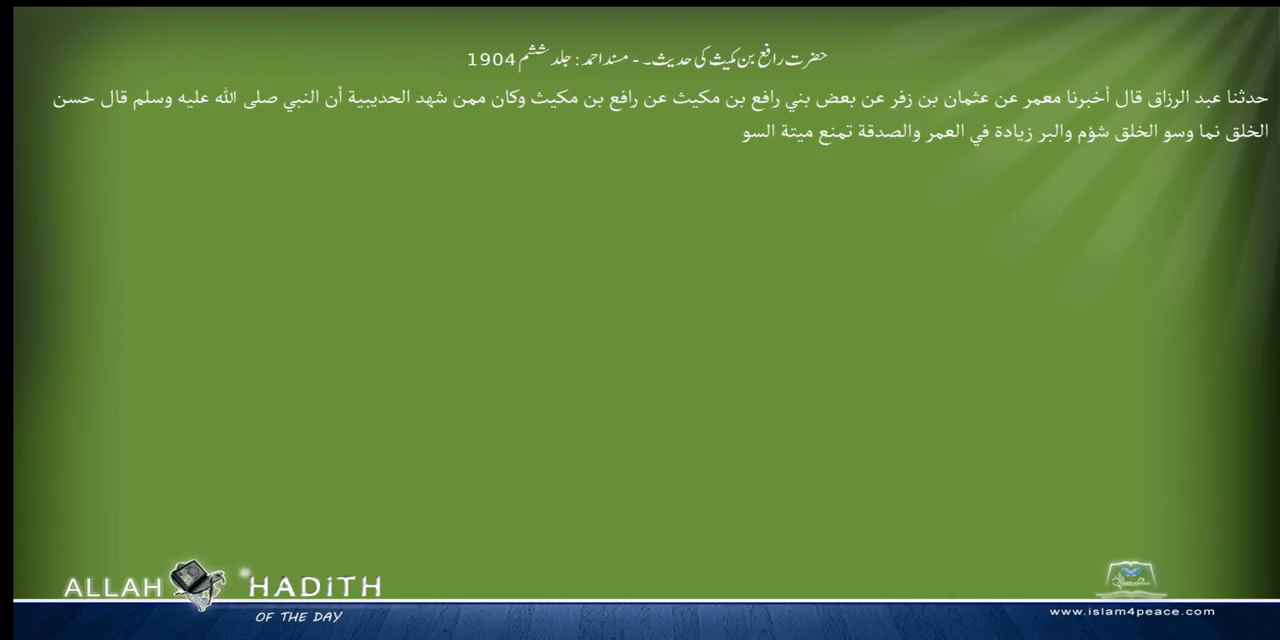 حضرت رافع بن مکیث کی حدیث۔ - مسند احمد : جلد ششم 1904
حدثنا عبد الرزاق قال أخبرنا معمر عن عثمان بن زفر عن بعض بني رافع بن مكيث عن رافع بن مكيث وكان ممن شهد الحديبية أن النبي صلى الله عليه وسلم قال حسن
الخلق نما وسو الخلق شؤم والبر زيادة في العمر والصدقة تمنع ميتة السو
ALLAH HADITH
OF THE DAY
www.islam4peace.com